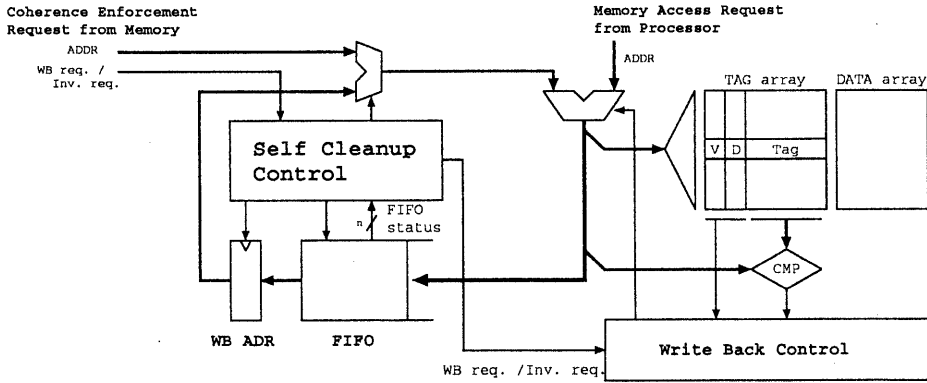 Coherence Enforcement
Request from Memory
ADDR
WB req. /
Inv. req.
Memory Access Request
from Processor
ADDR
TAG array
DATA array
V D Tag
Self Cleanup
Control
n
FIFO
status
CMP
WB ADR
FIFO
WB req. /Inv. req.
Write Back Control